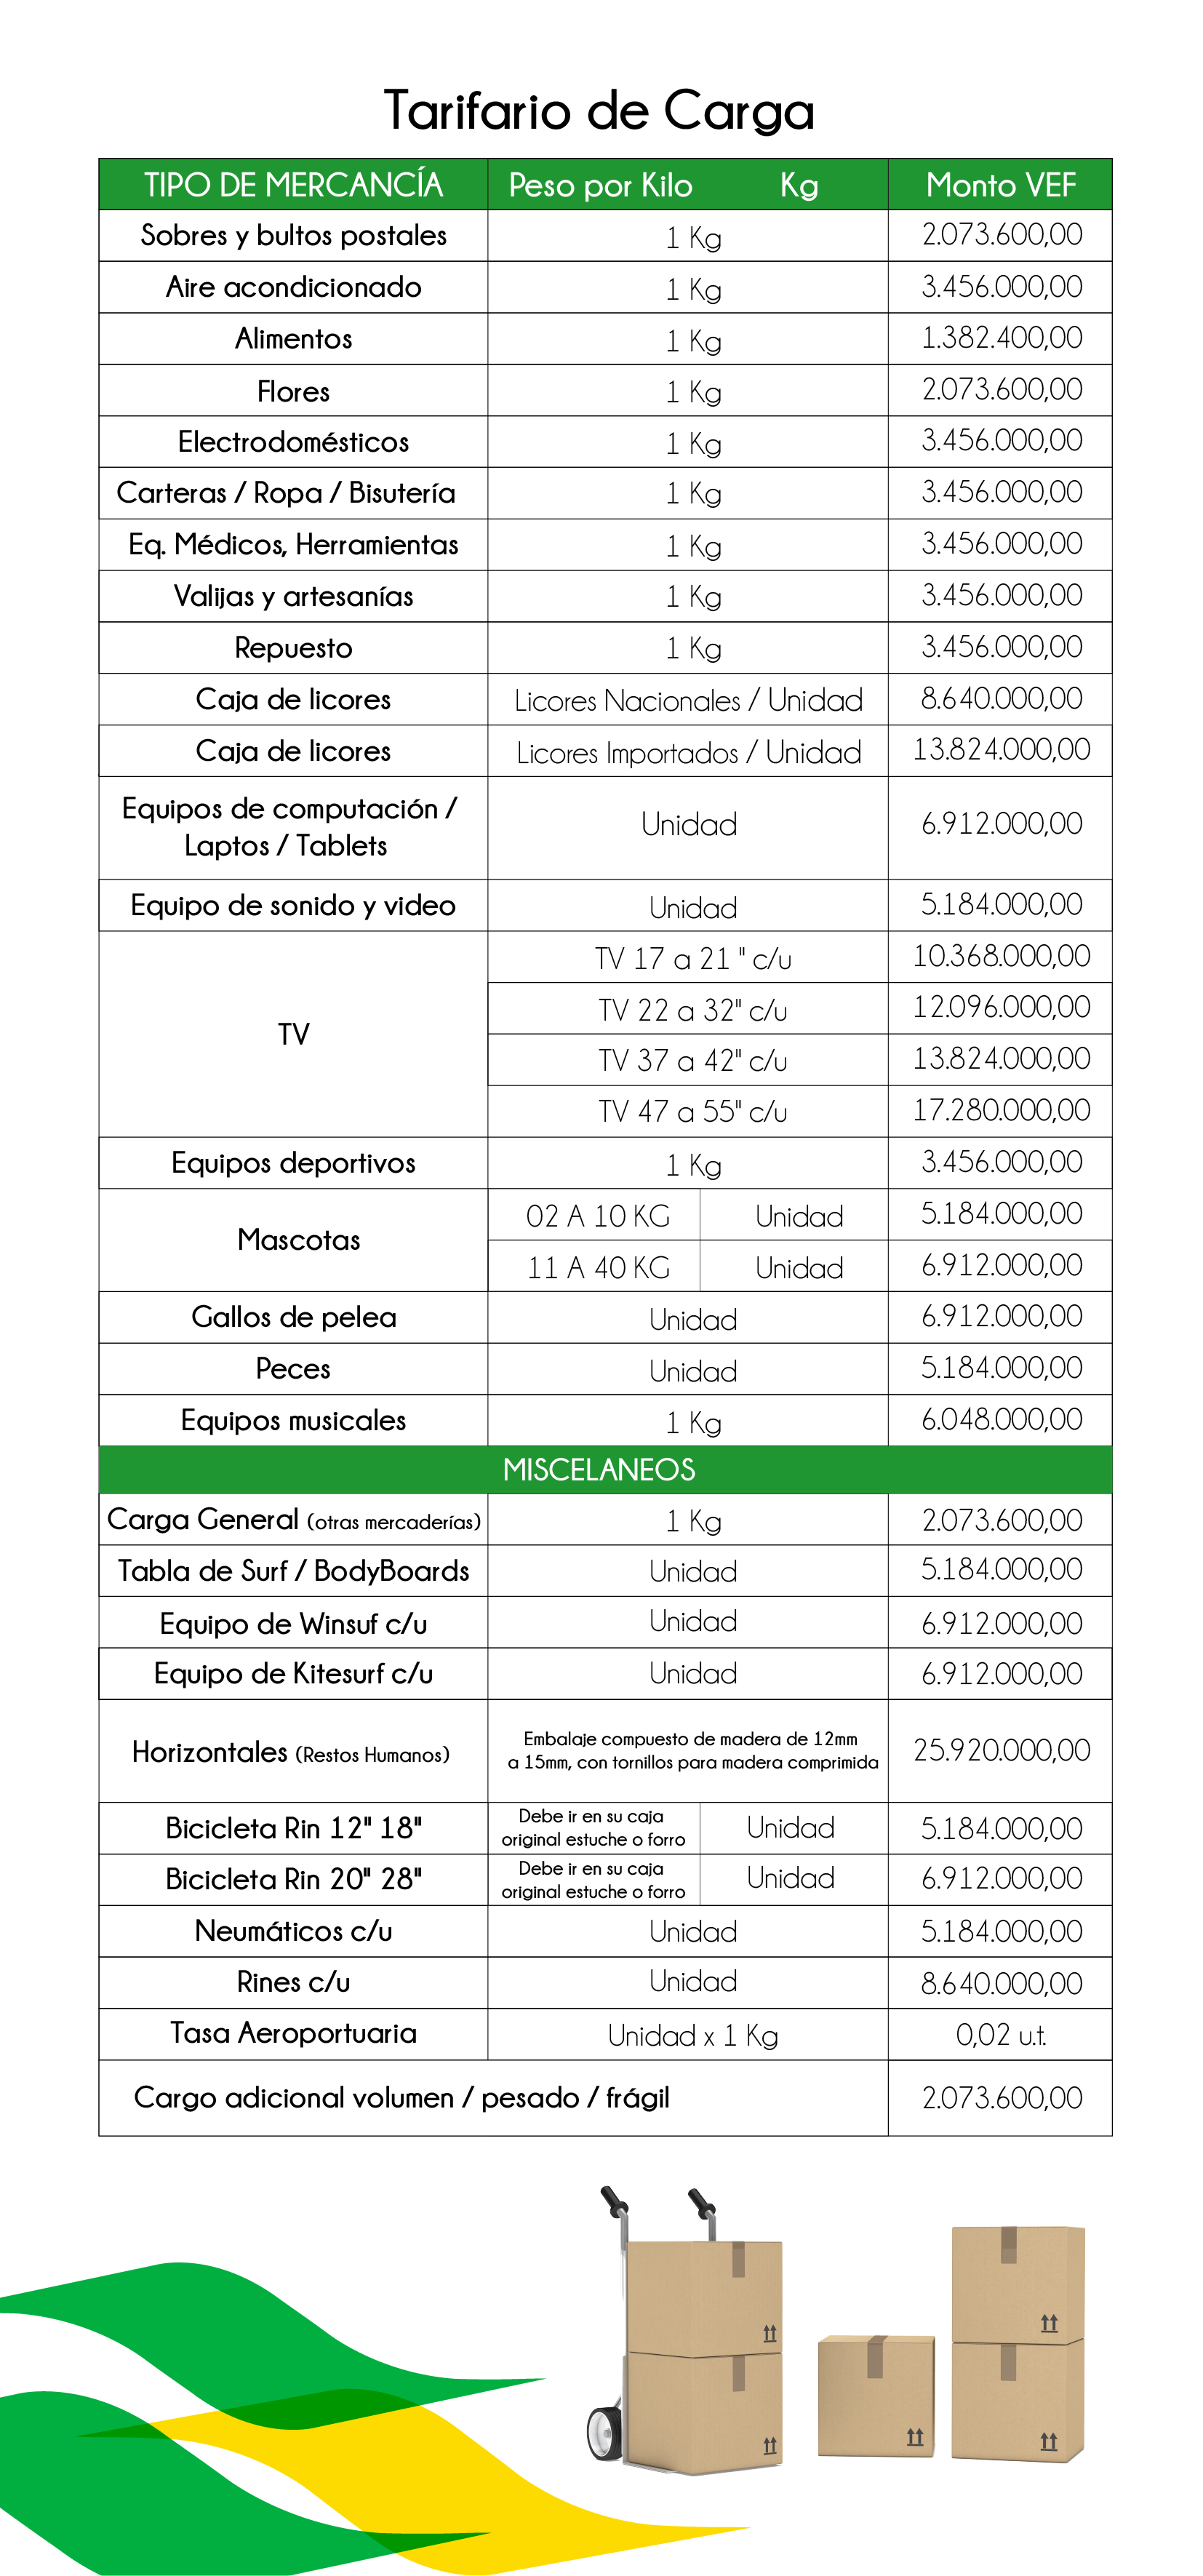 Tarifario de Carga
TIPO DE MERCANCÍA Peso por Kilo Kg Monto VEF
Sobres y bultos postales 1 Kg 2.073.600,00
Aire acondicionado 1 Kg 3.456.000,00
Alimentos 1 Kg 1.382.400,00
Flores 1 Kg 2.073.600,00
Electrodomésticos 1 Kg 3.456.000,00
Carteras / Ropa / Bisutería 1 Kg 3.456.000,00
Eq. Médicos, Herramientas 1 Kg 3.456.000,00
Valijas y artesanías 1 Kg 3.456.000,00
Repuesto 1 Kg 3.456.000,00
Caja de licores Licores Nacionales / Unidad 8.640.000,00
Caja de licores Licores Importados / Unidad 13.824.000,00
Equipos de computación /
Laptos / Tablets Unidad 6.912.000,00
Equipo de sonido y video Unidad 5.184.000,00
TV
TV 17 a 21 " c/u 10.368.000,00
TV 22 a 32" c/u 12.096.000,00
TV 37 a 42" c/u 13.824.000,00
TV 47 a 55" c/u 17.280.000,00
Equipos deportivos 1 Kg 3.456.000,00
Mascotas
02 A 10 KG Unidad 5.184.000,00
11 A 40 KG Unidad 6.912.000,00
Gallos de pelea Unidad 6.912.000,00
Peces Unidad 5.184.000,00
Equipos musicales 1 Kg 6.048.000,00
MISCELANEOS
Carga General (otras mercaderías) 1 Kg 2.073.600,00
Tabla de Surf / BodyBoards Unidad 5.184.000,00
Equipo de Winsuf c/u Unidad 6.912.000,00
Equipo de Kitesurf c/u Unidad 6.912.000,00
Horizontales (Restos Humanos)
Embalaje compuesto de madera de 12mm
a 15mm, con tornillos para madera comprimida
25.920.000,00
Bicicleta Rin 12" 18"
Debe ir en su caja
original estuche o forro
Unidad 5.184.000,00
Bicicleta Rin 20" 28"
Debe ir en su caja
original estuche o forro
Unidad 6.912.000,00
Neumáticos c/u Unidad 5.184.000,00
Rines c/u Unidad 8.640.000,00
Tasa Aeroportuaria Unidad x 1 Kg 0,02 u.t.
Cargo adicional volumen / pesado / frágil 2.073.600,00